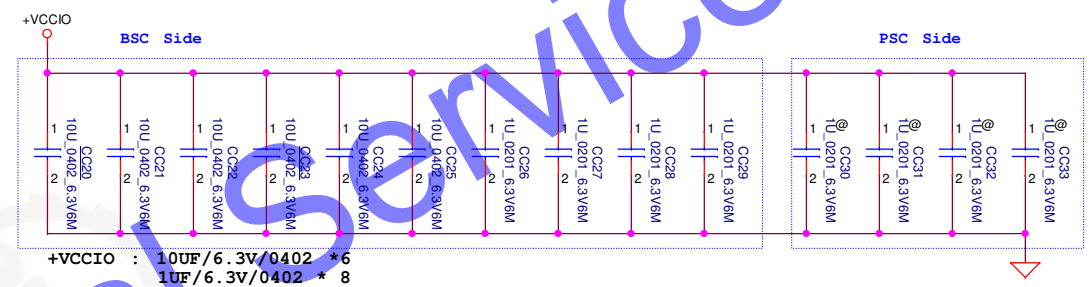 +VCCIO
BSC Side
PSC Side
1 2 10U_0402_6.3V6M CC20
1 2 10U_0402_6.3V6M CC21
1 2 10U_0402_6.3V6M CC22
1 2 10U_0402_6.3V6M CC23
1 2 10U_0402_6.3V6M CC24
1 2 10U_0402_6.3V6M CC25
1 2 1U_0201_6.3V6M CC26
1 2 1U_0201_6.3V6M CC27
1 2 1U_0201_6.3V6M CC28
1 2 1U_0201_6.3V6M CC29
1 2 1U_0201_6.3V6M CC30 @
1 2 1U_0201_6.3V6M CC31 @
1 2 1U_0201_6.3V6M CC32 @
1 2 1U_0201_6.3V6M CC33 @
+VCCIO : 10UF/6.3V/0402 *6
1UF/6.3V/0402 * 8
l Service